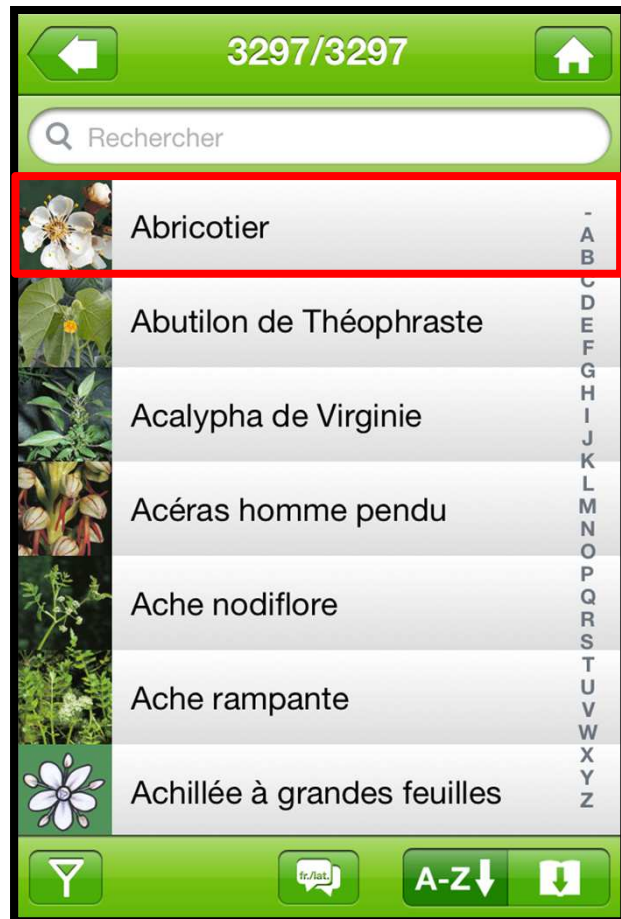 3297/3297
Rechercher
Abricotier
Abutilon de Théophraste
Acalypha de Virginie
Acéras homme pendu
Ache nodiflore
Ache rampante
Achillée à grandes feuilles
-
A
B
C
D
E
F
G
H
I
J
K
L
M
N
O
P
Q
R
S
T
U
V
W
X
Y
Z
fr./lat.
A-Z